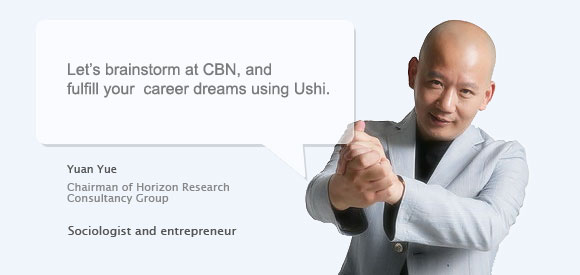 Let's brainstorm at CBN, and
fulfill your  career dreams using Ushi.
Yuan Yue
Chairman of Horizon Research
Consultancy Group
Sociologist and entrepreneur